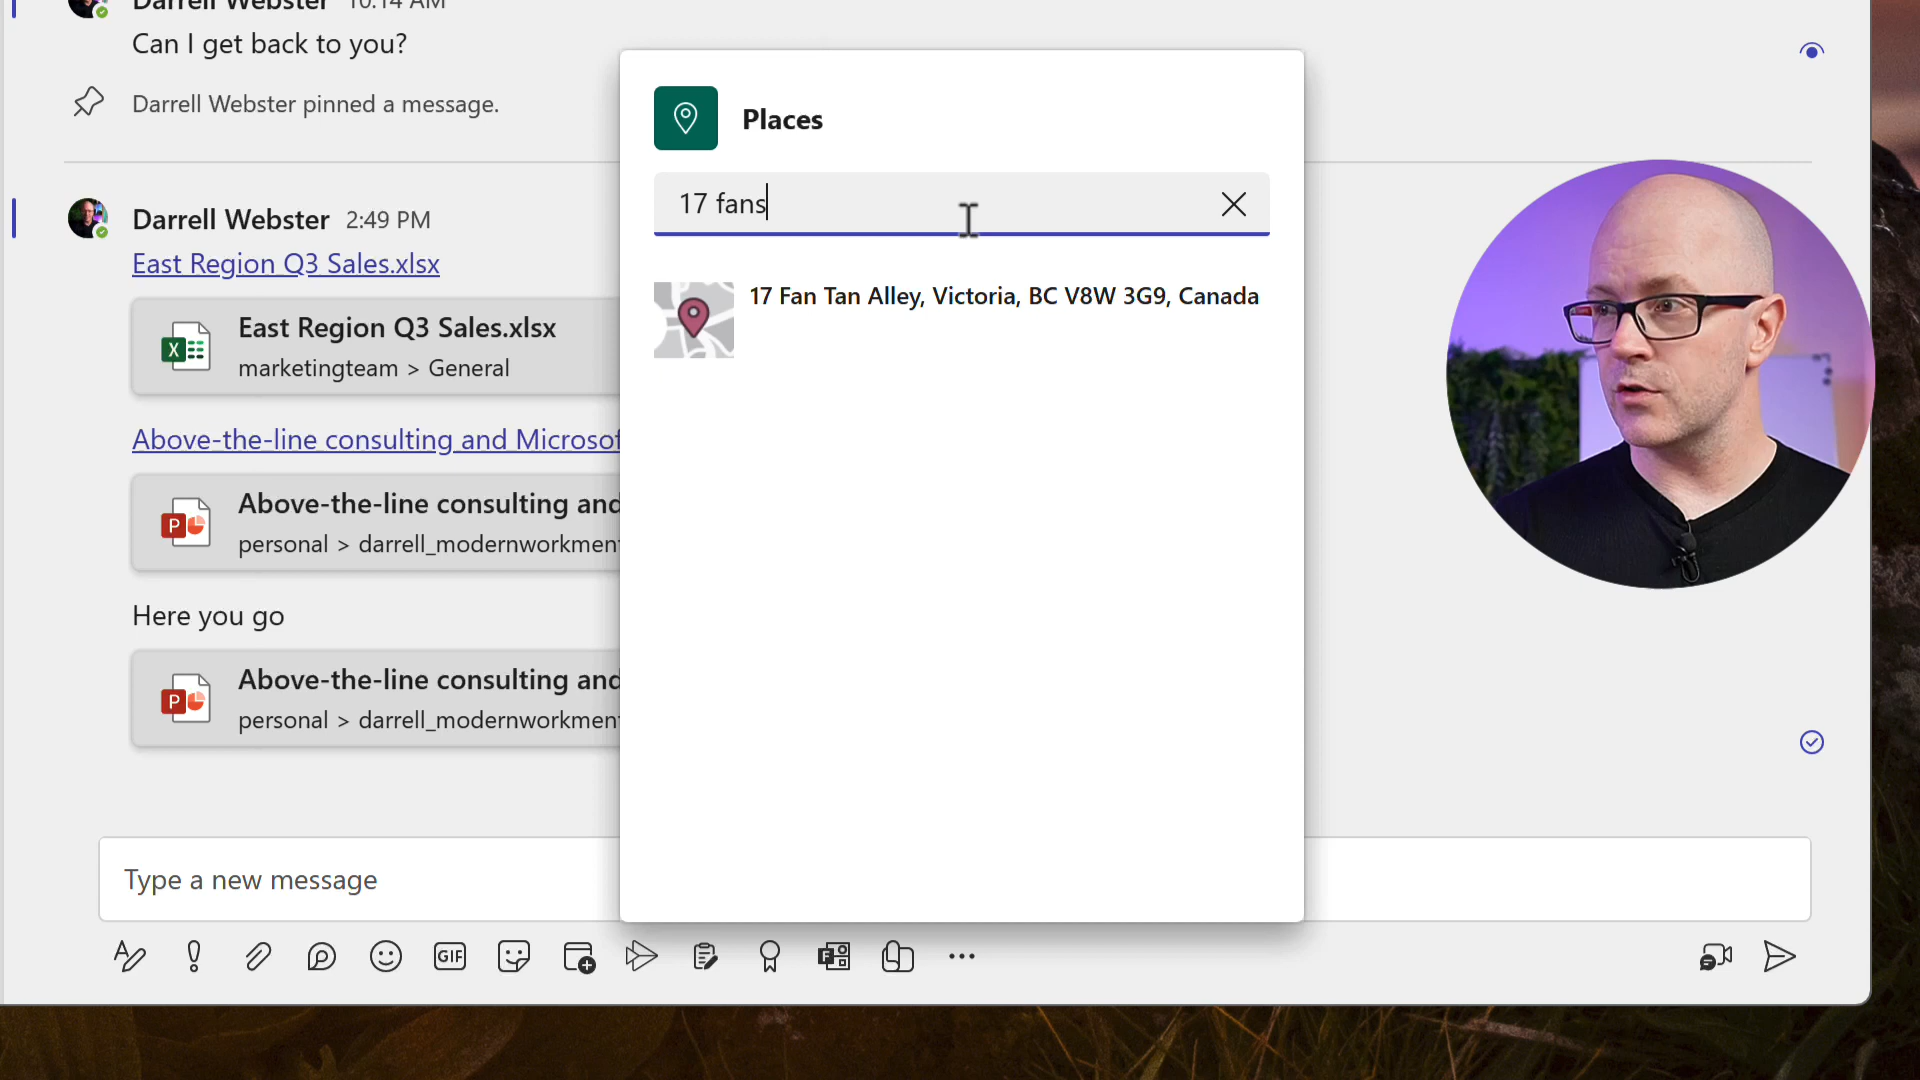 Darrell Webster 10:14 AM
Can I get back to you?
Darrell Webster pinned a message.
Darrell Webster 2:49 PM
East Region Q3 Sales.xlsx
East Region Q3 Sales.xlsx
marketingteam > General
Above-the-line consulting and Microsof
Above-the-line consulting and
personal > darrell_modernworkmen
Here you go
Above-the-line consulting and
personal > darrell_modernworkmen
Type a new message
GIF
Places
17 fans
17 Fan Tan Alley, Victoria, BC V8W 3G9, Canada